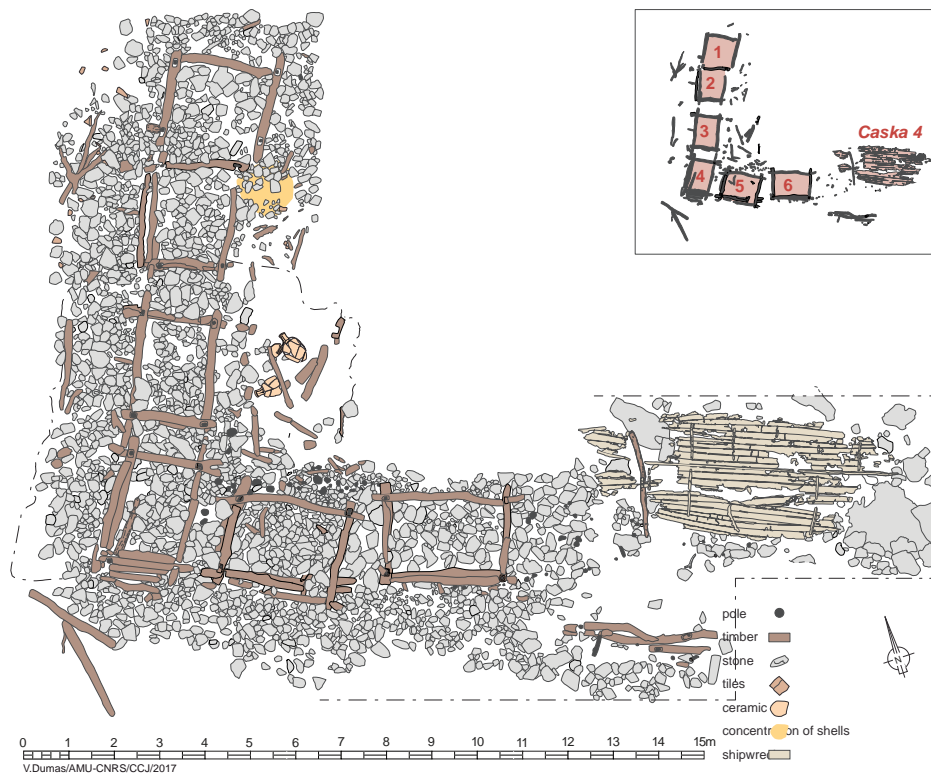 1
2
3
Caska 4
4
5
6
pole
timber
stone
tiles
ceramic
concentration of shells
shipwre
N
0 1 2 3 4 5 6 7 8 9 10 11 12 13 14 15m
V.Dumas/AMU-CNRS/CCJ/2017